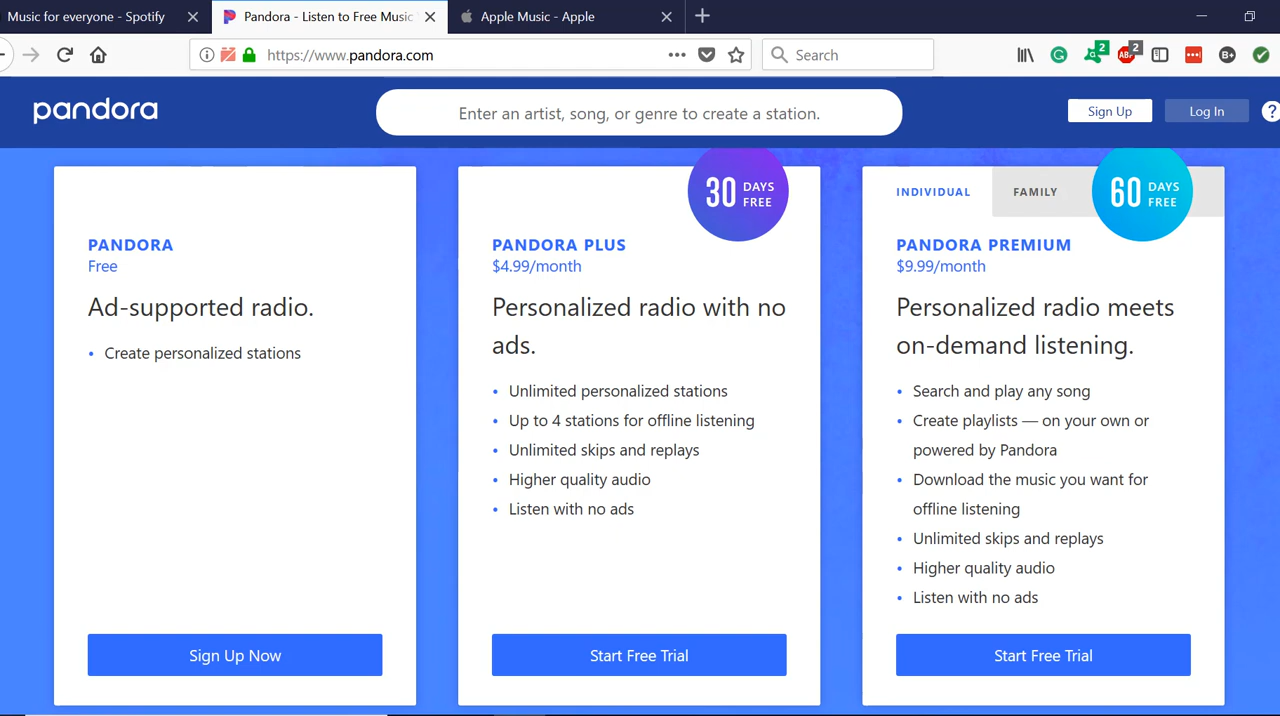 Music for everyone - Spotify
Pandora - Listen to Free Music
Apple Music - Apple
https://www.pandora.com
Search
2
ABP
2
B+
pandora
Enter an artist, song, or genre to create a station.
Sign Up
Log In
?
PANDORA
Free
Ad-supported radio.
• Create personalized stations
Sign Up Now
30 DAYS
FREE
PANDORA PLUS
$4.99/month
Personalized radio with no
ads.
• Unlimited personalized stations
• Up to 4 stations for offline listening
• Unlimited skips and replays
• Higher quality audio
• Listen with no ads
Start Free Trial
INDIVIDUAL
FAMILY
60 DAYS
FREE
PANDORA PREMIUM
$9.99/month
Personalized radio meets
on-demand listening.
• Search and play any song
• Create playlists — on your own or
powered by Pandora
• Download the music you want for
offline listening
• Unlimited skips and replays
• Higher quality audio
• Listen with no ads
Start Free Trial